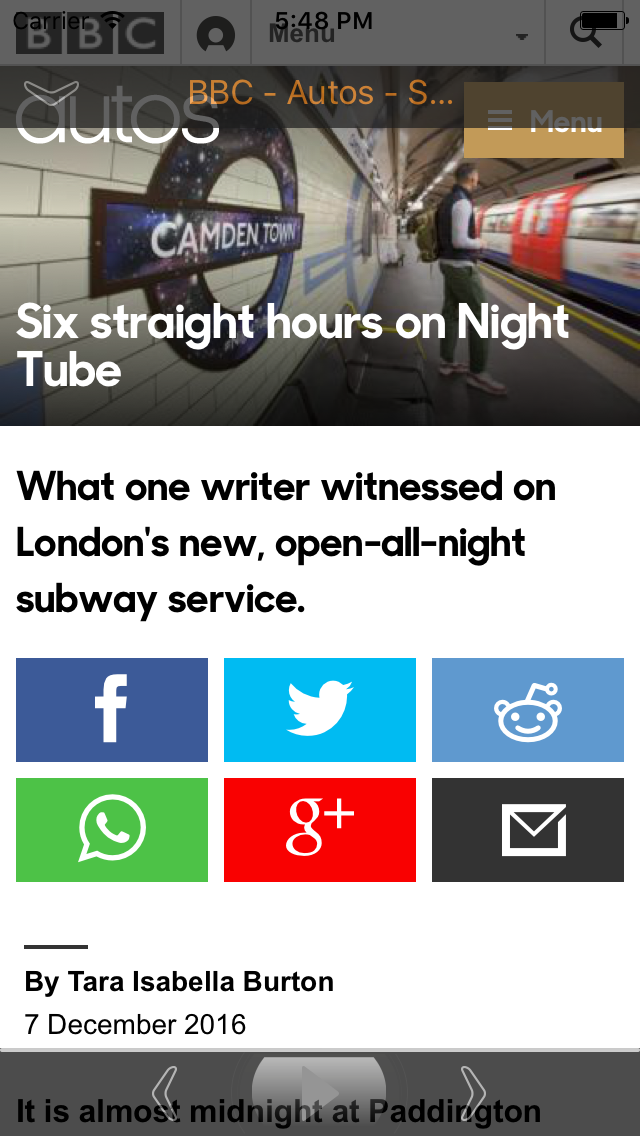 Carrier 5:48 PM
BBC Menu
BBC - Autos - S...
autos
Menu
CAMDEN TOWN
Six straight hours on Night
Tube
What one writer witnessed on
London's new, open-all-night
subway service.
f
g+
By Tara Isabella Burton
7 December 2016
It is almost midnight at Paddington